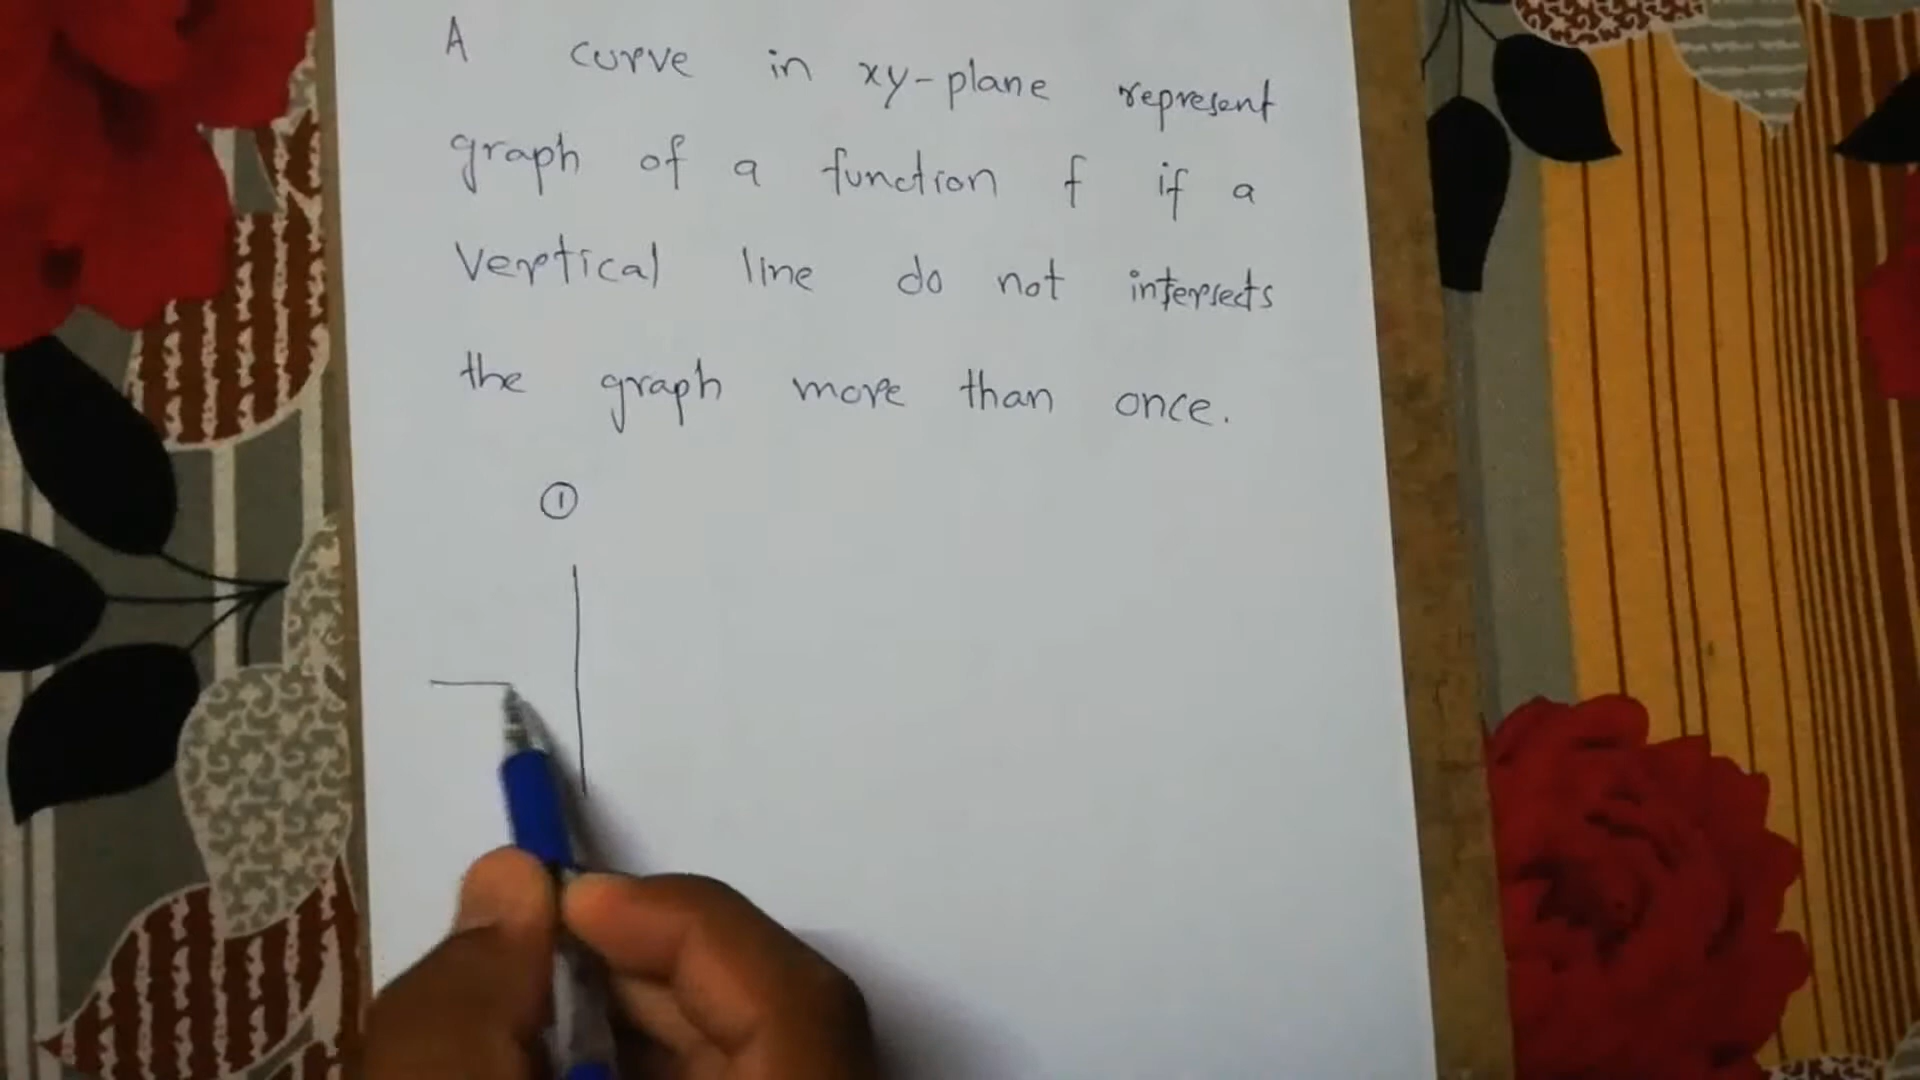 A curve in xy-plane represent
graph of a function f if a
vertical line do not intersects
the graph more than once.
①